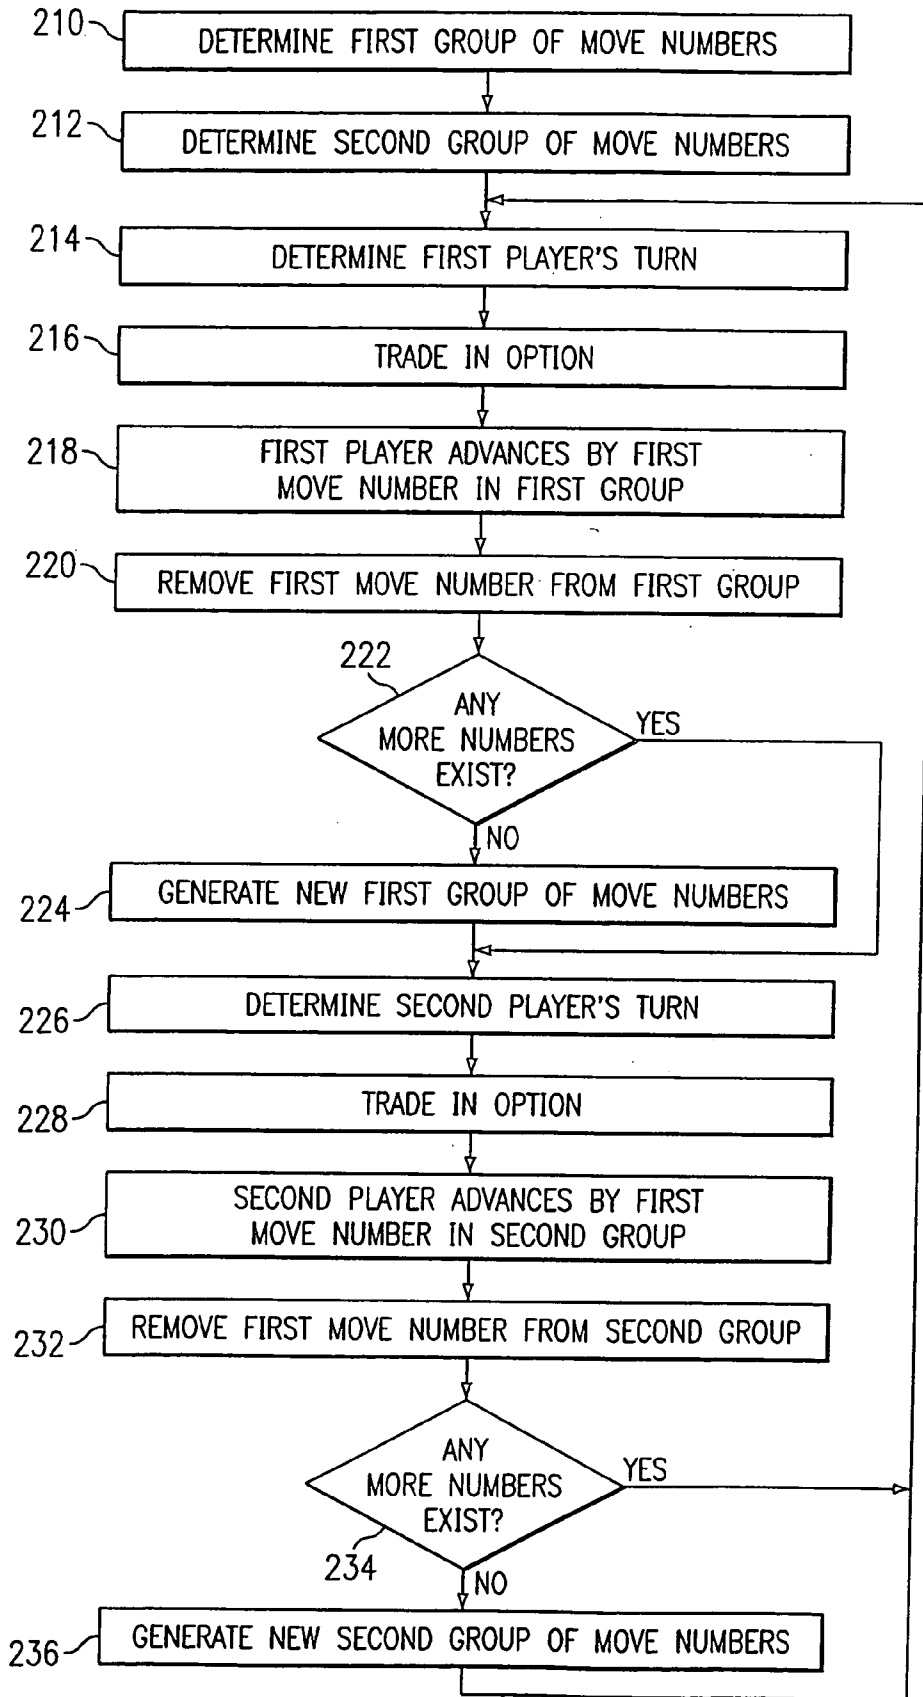 210
DETERMINE FIRST GROUP OF MOVE NUMBERS
212
DETERMINE SECOND GROUP OF MOVE NUMBERS
214
DETERMINE FIRST PLAYER'S TURN
216
TRADE IN OPTION
218
FIRST PLAYER ADVANCES BY FIRST
MOVE NUMBER IN FIRST GROUP
220
REMOVE FIRST MOVE NUMBER FROM FIRST GROUP
222
ANY
MORE NUMBERS
EXIST?
YES
NO
224
GENERATE NEW FIRST GROUP OF MOVE NUMBERS
226
DETERMINE SECOND PLAYER'S TURN
228
TRADE IN OPTION
230
SECOND PLAYER ADVANCES BY FIRST
MOVE NUMBER IN SECOND GROUP
232
REMOVE FIRST MOVE NUMBER FROM SECOND GROUP
ANY
MORE NUMBERS
EXIST?
YES
234
NO
236
GENERATE NEW SECOND GROUP OF MOVE NUMBERS